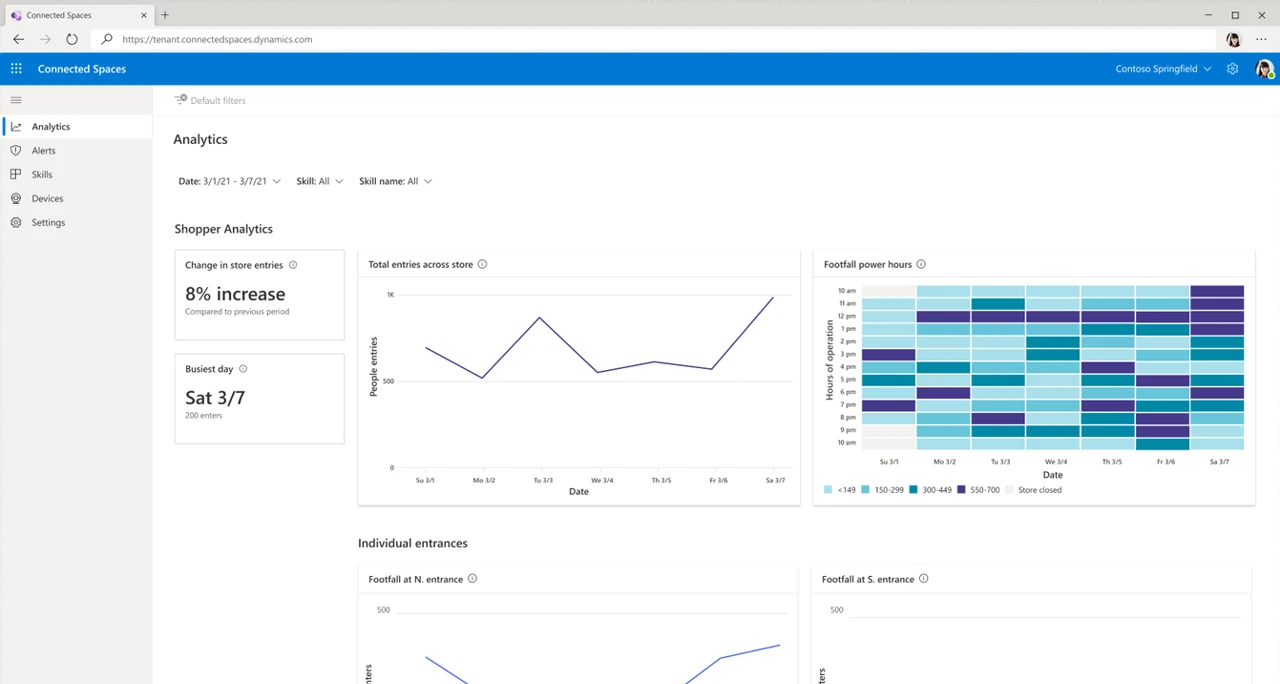 Connected Spaces
https://tenant.connectedspaces.dynamics.com
Connected Spaces
Contoso Springfield
Default filters
Analytics
Alerts
Skills
Devices
Settings
Analytics
Date: 3/1/21 - 3/7/21
Skill: All
Skill name: All
Shopper Analytics
Change in store entries
8% increase
Compared to previous period
Busiest day
Sat 3/7
200 enters
Total entries across store
1K
500
0
People entries
Su 3/1
Mo 3/2
Tu 3/3
We 3/4
Th 3/5
Fr 3/6
Sa 3/7
Date
Footfall power hours
Hours of operation
10 am
11 am
12 pm
1 pm
2 pm
3 pm
4 pm
5 pm
6 pm
7 pm
8 pm
9 pm
10 pm
Su 3/1
Mo 3/2
Tu 3/3
We 3/4
Th 3/5
Fr 3/6
Sa 3/7
Date
<149
150-299
300-449
550-700
Store closed
Individual entrances
Footfall at N. entrance
500
Footfall at S. entrance
500